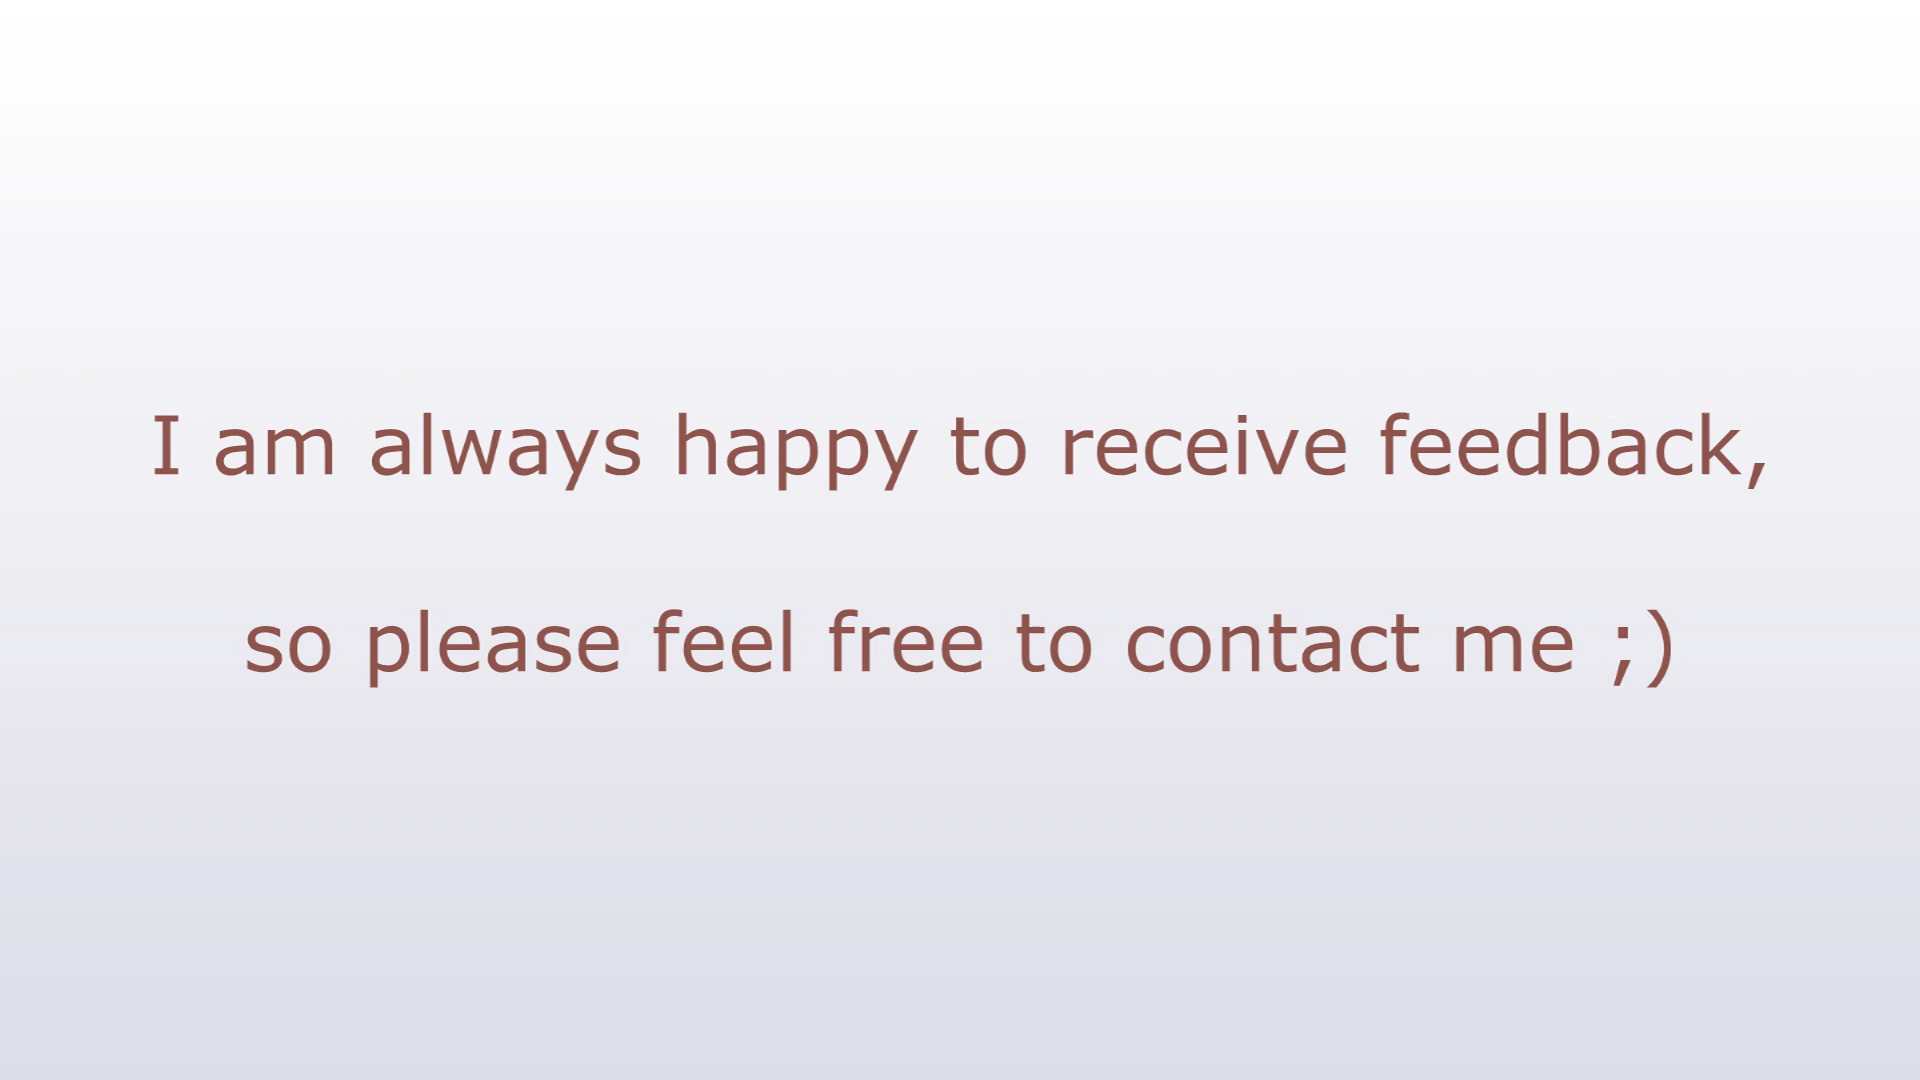 I am always happy to receive feedback,
so please feel free to contact me ;)